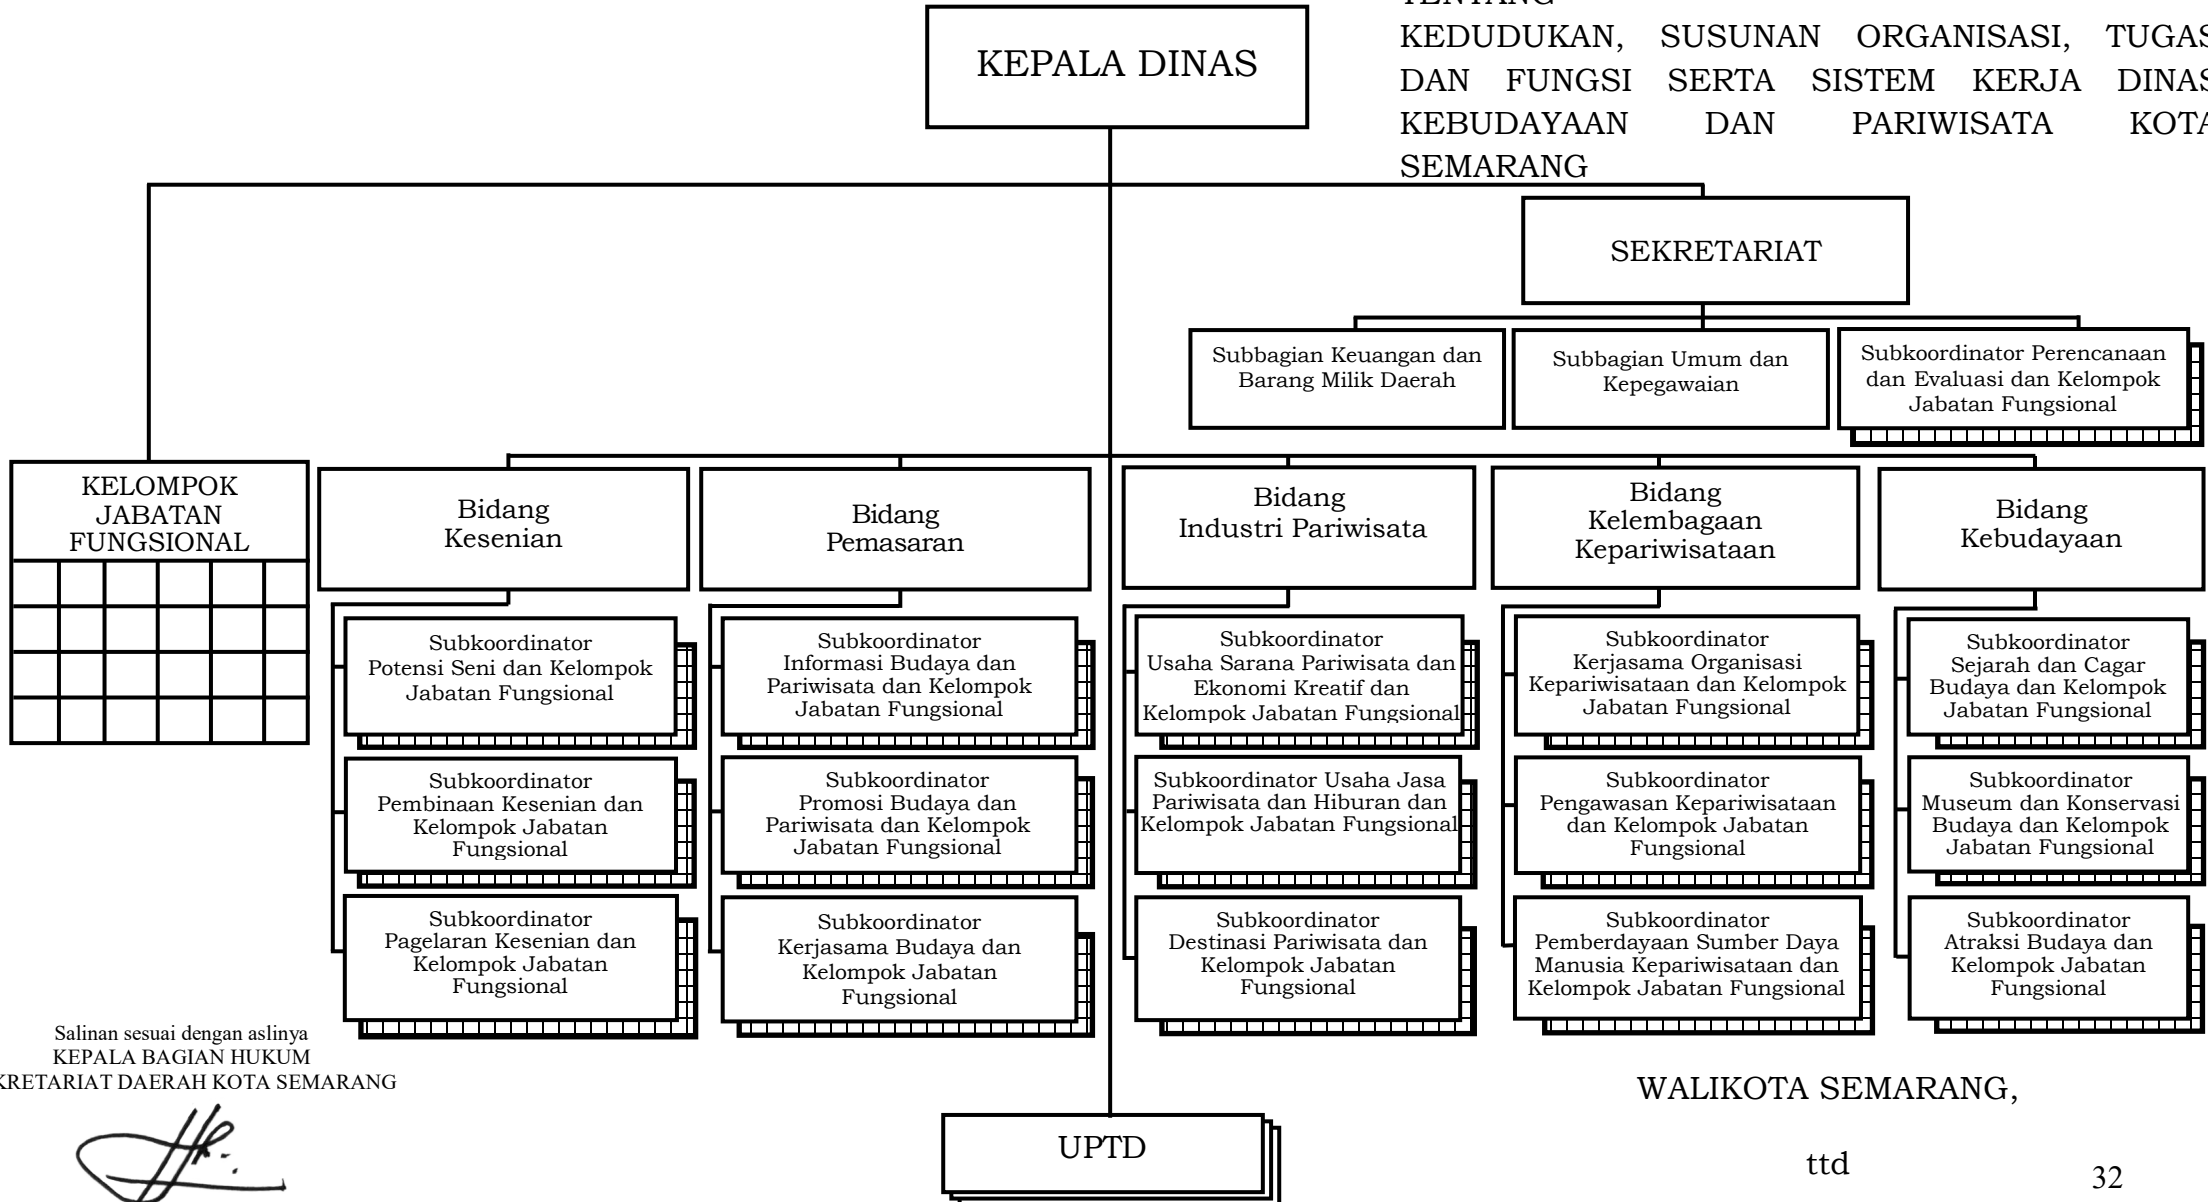 TENTANG
KEDUDUKAN, SUSUNAN ORGANISASI, TUGAS
DAN FUNGSI SERTA SISTEM KERJA DINAS
KEBUDAYAAN DAN PARIWISATA KOTA
SEMARANG
KEPALA DINAS
SEKRETARIAT
Subbagian Keuangan dan
Barang Milik Daerah
Subbagian Umum dan
Kepegawaian
Subkoordinator Perencanaan
dan Evaluasi dan Kelompok
Jabatan Fungsional
KELOMPOK
JABATAN
FUNGSIONAL
Bidang
Kesenian
Bidang
Pemasaran
Bidang
Industri Pariwisata
Bidang
Kelembagaan
Kepariwisataan
Bidang
Kebudayaan
Subkoordinator
Potensi Seni dan Kelompok
Jabatan Fungsional
Subkoordinator
Informasi Budaya dan
Pariwisata dan Kelompok
Jabatan Fungsional
Subkoordinator
Usaha Sarana Pariwisata dan
Ekonomi Kreatif dan
Kelompok Jabatan Fungsional
Subkoordinator
Kerjasama Organisasi
Kepariwisataan dan Kelompok
Jabatan Fungsional
Subkoordinator
Sejarah dan Cagar
Budaya dan Kelompok
Jabatan Fungsional
Subkoordinator
Pembinaan Kesenian dan
Kelompok Jabatan
Fungsional
Subkoordinator
Promosi Budaya dan
Pariwisata dan Kelompok
Jabatan Fungsional
Subkoordinator Usaha Jasa
Pariwisata dan Hiburan dan
Kelompok Jabatan Fungsional
Subkoordinator
Pengawasan Kepariwisataan
dan Kelompok Jabatan
Fungsional
Subkoordinator
Museum dan Konservasi
Budaya dan Kelompok
Jabatan Fungsional
Subkoordinator
Pagelaran Kesenian dan
Kelompok Jabatan
Fungsional
Subkoordinator
Kerjasama Budaya dan
Kelompok Jabatan
Fungsional
Subkoordinator
Destinasi Pariwisata dan
Kelompok Jabatan
Fungsional
Subkoordinator
Pemberdayaan Sumber Daya
Manusia Kepariwisataan dan
Kelompok Jabatan Fungsional
Subkoordinator
Atraksi Budaya dan
Kelompok Jabatan
Fungsional
Salinan sesuai dengan aslinya
KEPALA BAGIAN HUKUM
KRETARIAT DAERAH KOTA SEMARANG
UPTD
WALIKOTA SEMARANG,
ttd
32